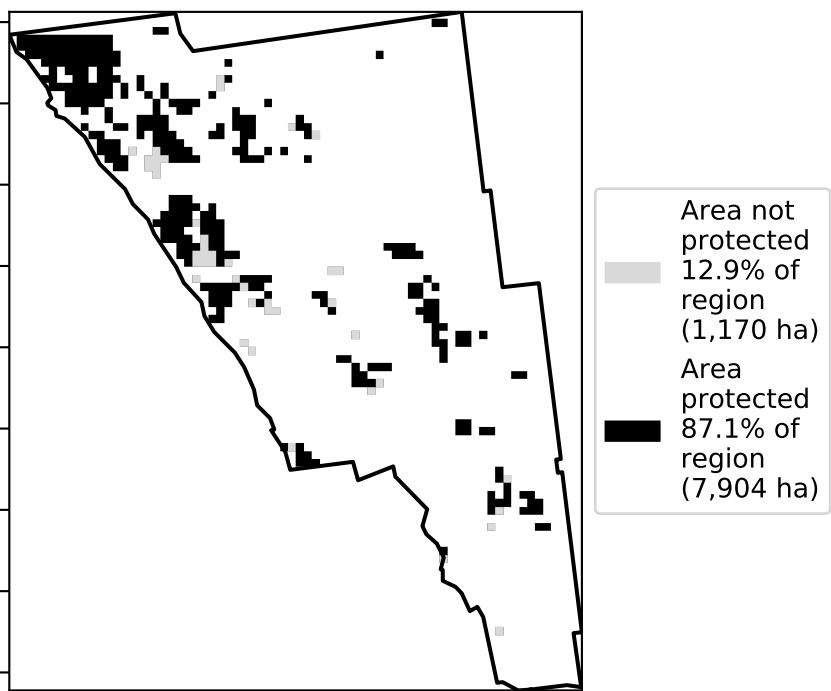 Area not
protected
12.9% of
region
(1,170 ha)
Area
protected
87.1% of
region
(7,904 ha)